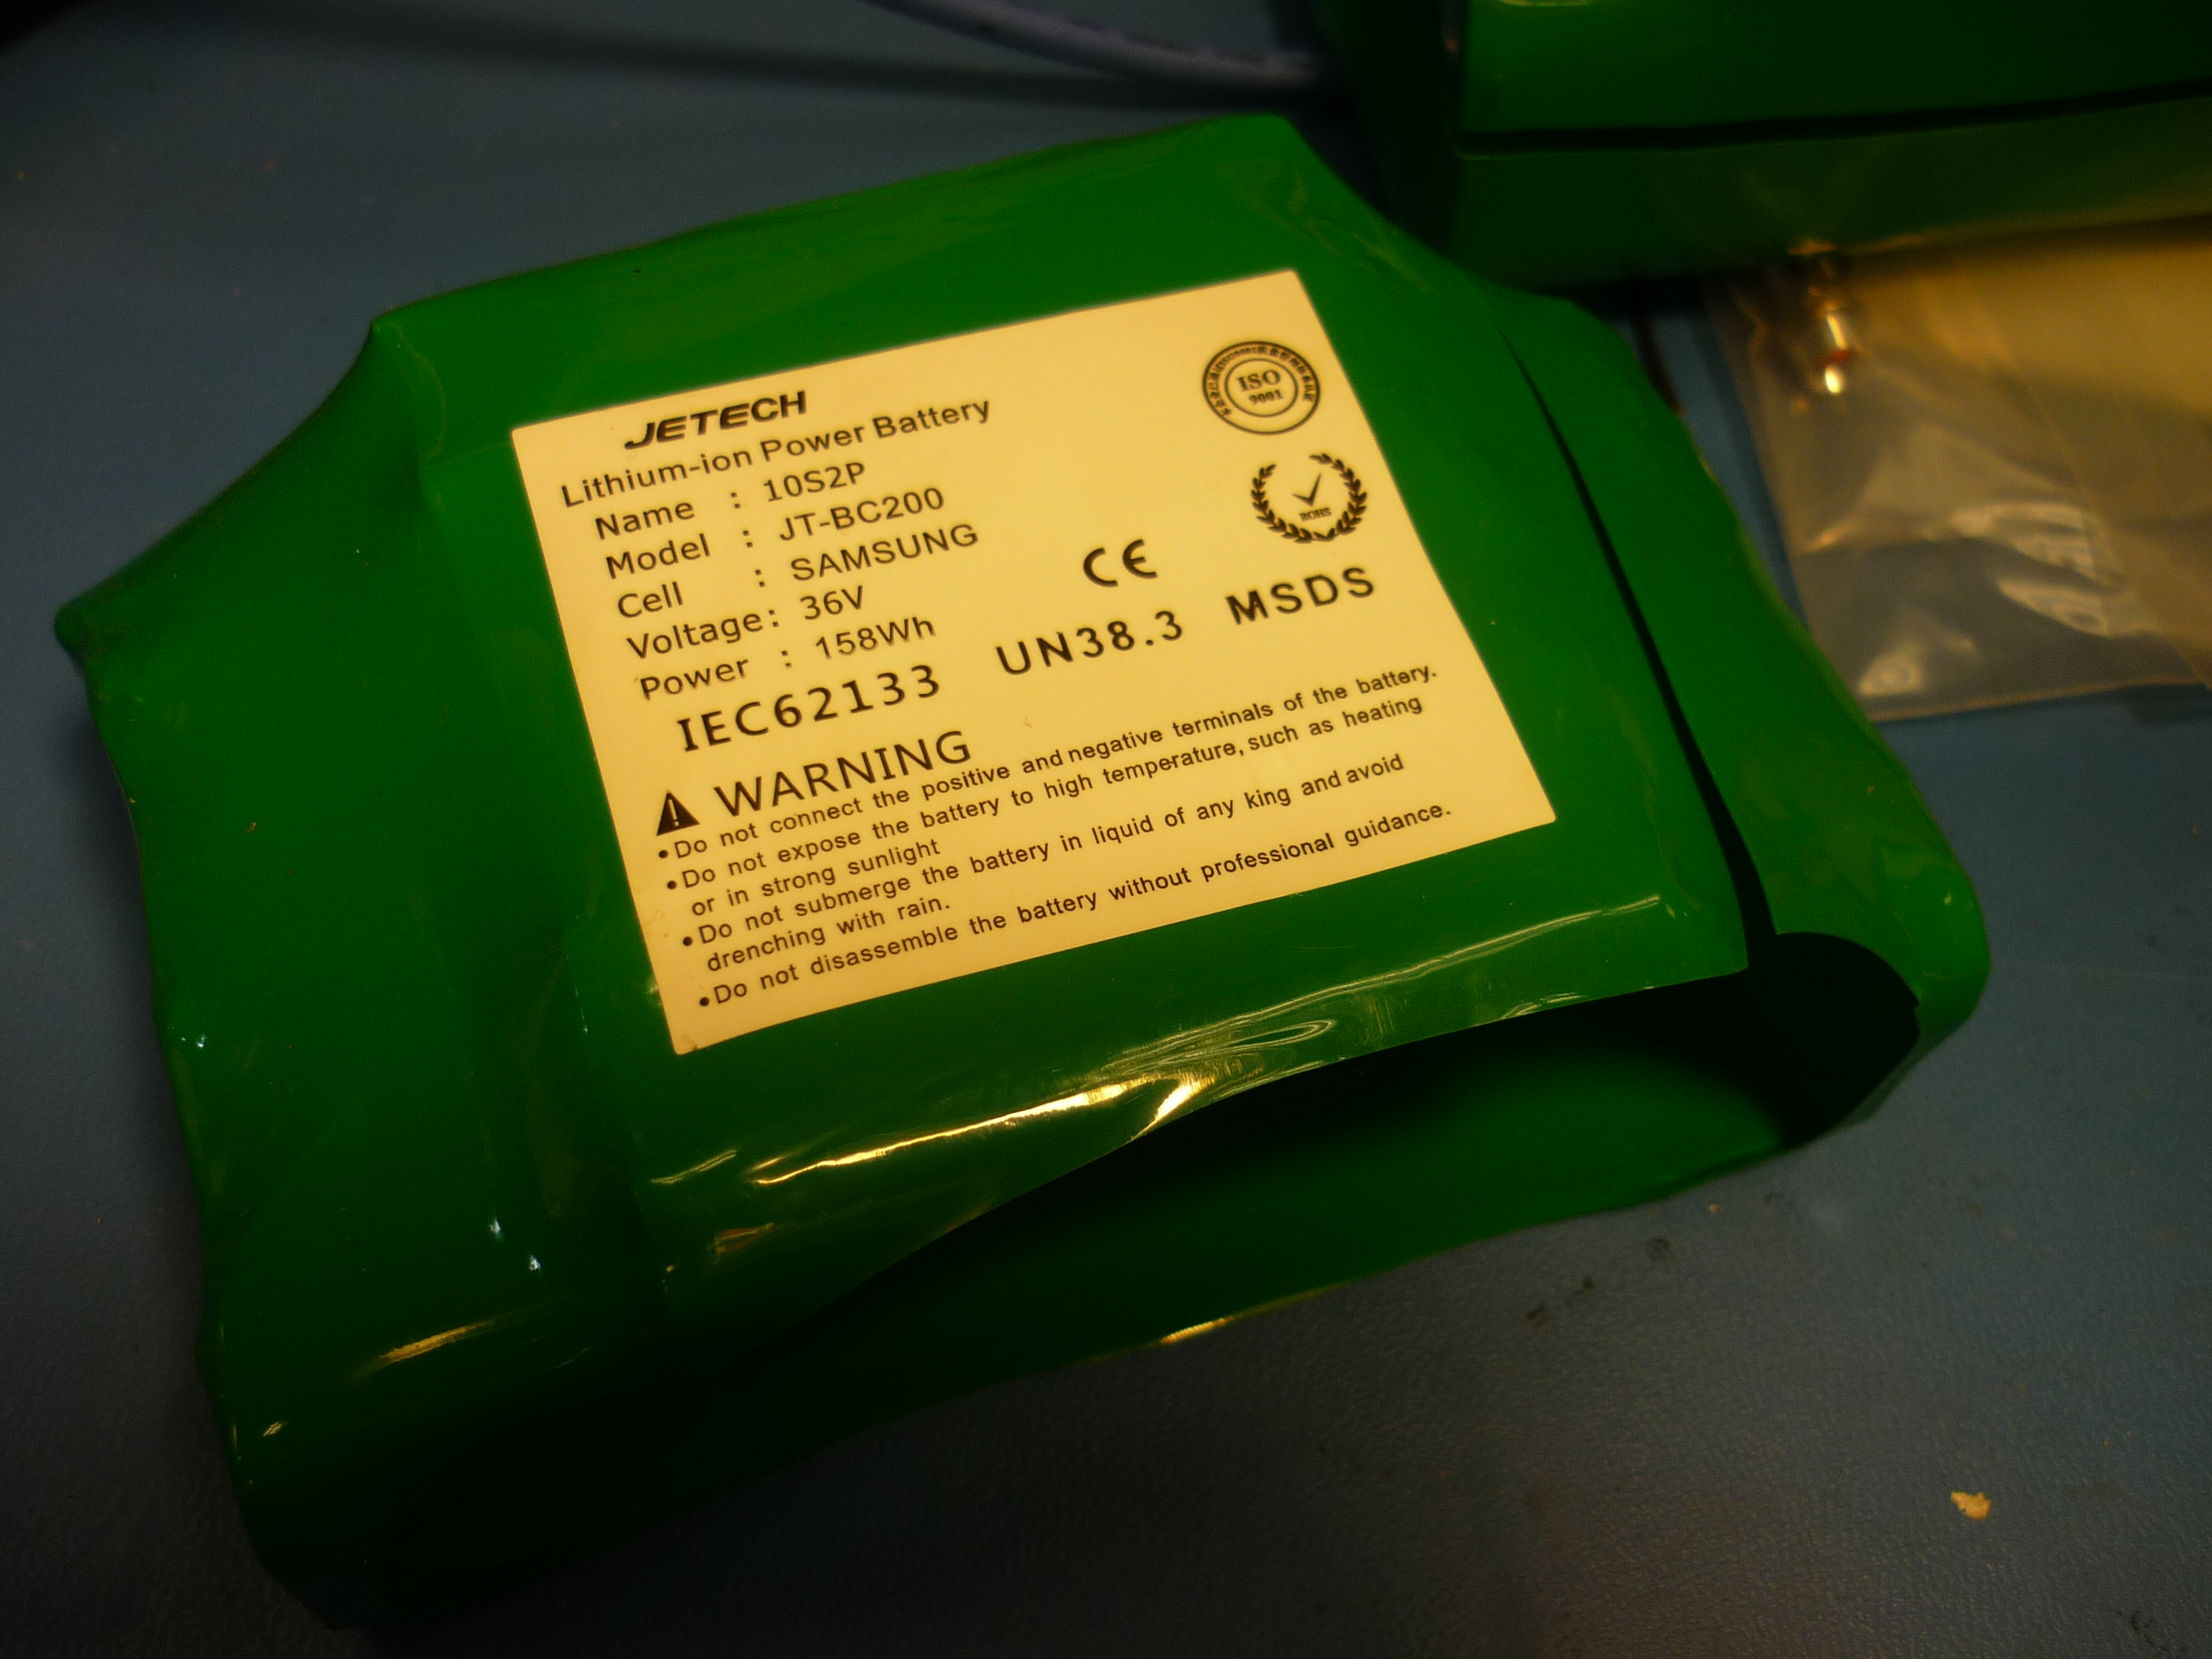 JETECH
Lithium-ion Power Battery
Name : 10S2P
Model : JT-BC200
Cell : SAMSUNG
Voltage: 36V
Power : 158Wh
ISO
9001
ROHS
CE
IEC62133 UN38.3 MSDS
WARNING
•Do not connect the positive and negative terminals of the battery.
•Do not expose the battery to high temperature, such as heating
or in strong sunlight
•Do not submerge the battery in liquid of any king and avoid
drenching with rain.
•Do not disassemble the battery without professional guidance.